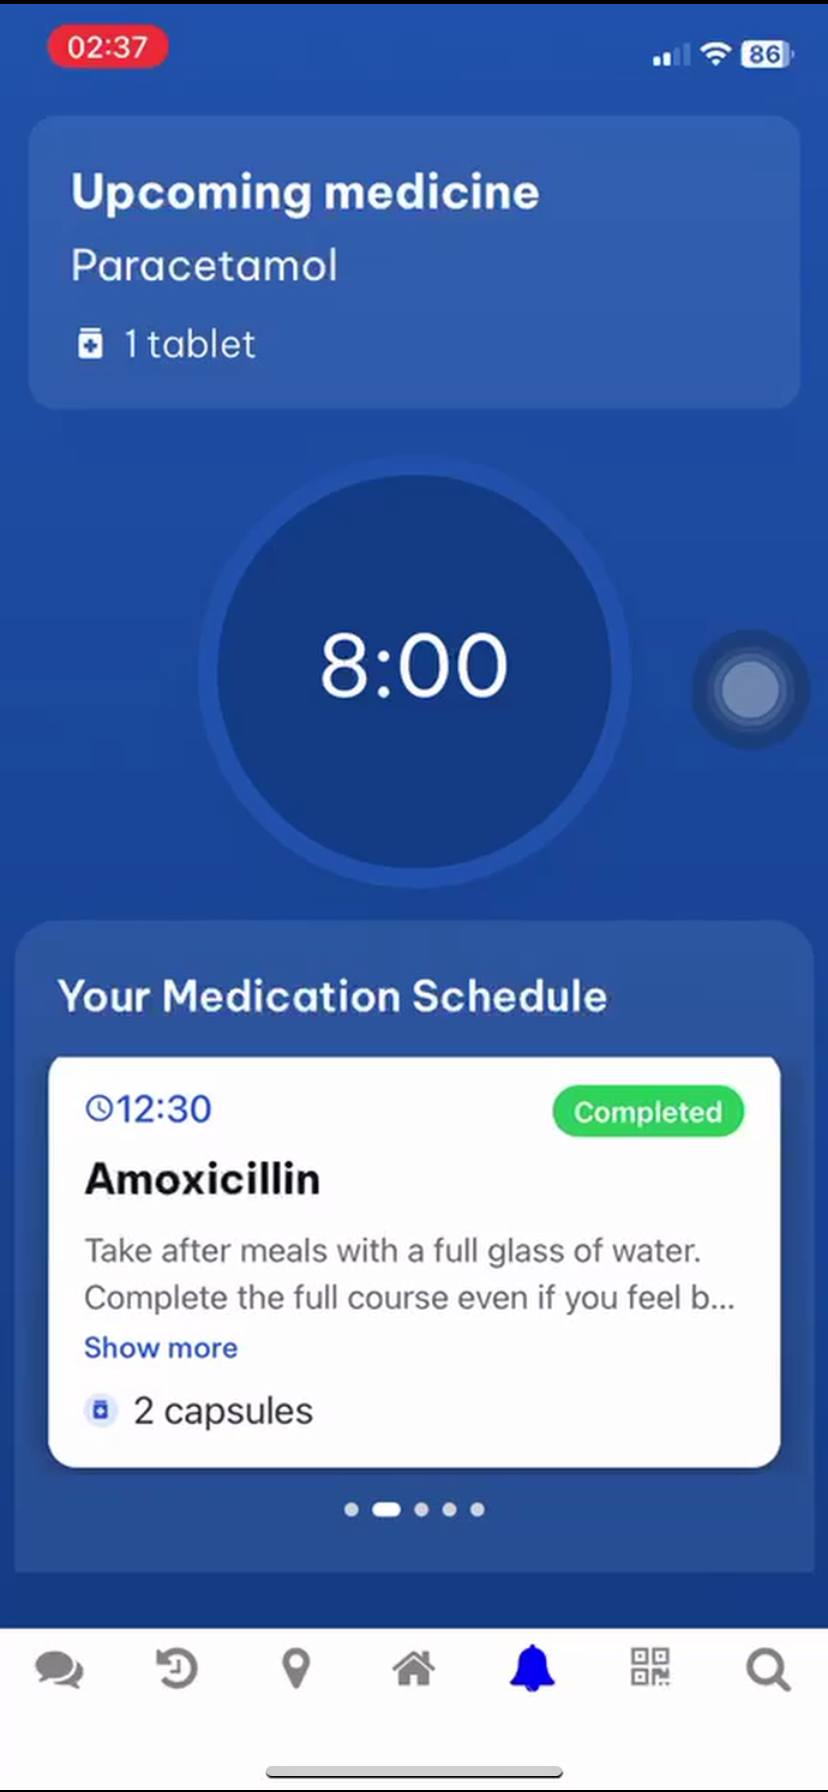 02:37
86
Upcoming medicine
Paracetamol
1 tablet
8:00
Your Medication Schedule
12:30
Completed
Amoxicillin
Take after meals with a full glass of water.
Complete the full course even if you feel b...
Show more
2 capsules